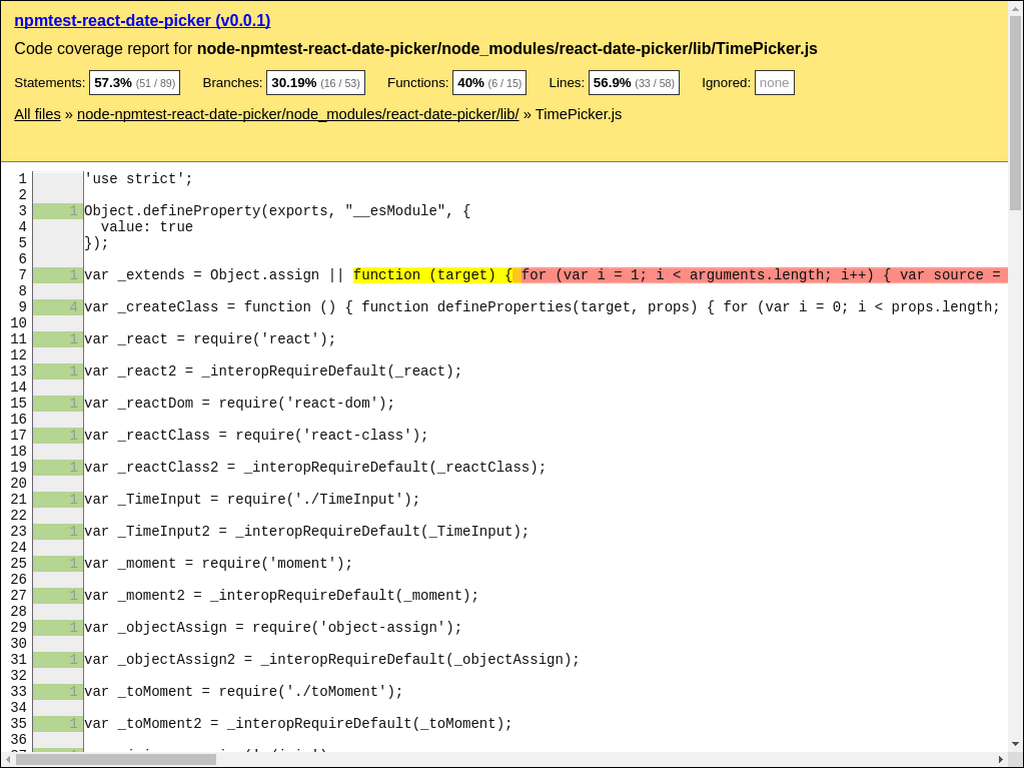 npmtest-react-date-picker (v0.0.1)
Code coverage report for node-npmtest-react-date-picker/node_modules/react-date-picker/lib/TimePicker.js
Statements: 57.3% (51 / 89) Branches: 30.19% (16 / 53) Functions: 40% (6 / 15) Lines: 56.9% (33 / 58) Ignored: none
All files » node-npmtest-react-date-picker/node_modules/react-date-picker/lib/ » TimePicker.js
1 'use strict';
2
3 1 Object.defineProperty(exports, "__esModule", {
4 value: true
5 });
6
7 1 var _extends = Object.assign || function (target) { for (var i = 1; i < arguments.length; i++) { var source =
8
9 4 var _createClass = function () { function defineProperties(target, props) { for (var i = 0; i < props.length;
10
11 1 var _react = require('react');
12
13 1 var _react2 = _interopRequireDefault(_react);
14
15 1 var _reactDom = require('react-dom');
16
17 1 var _reactClass = require('react-class');
18
19 1 var _reactClass2 = _interopRequireDefault(_reactClass);
20
21 1 var _TimeInput = require('./TimeInput');
22
23 1 var _TimeInput2 = _interopRequireDefault(_TimeInput);
24
25 1 var _moment = require('moment');
26
27 1 var _moment2 = _interopRequireDefault(_moment);
28
29 1 var _objectAssign = require('object-assign');
30
31 1 var _objectAssign2 = _interopRequireDefault(_objectAssign);
32
33 1 var _toMoment = require('./toMoment');
34
35 1 var _toMoment2 = _interopRequireDefault(_toMoment);
36